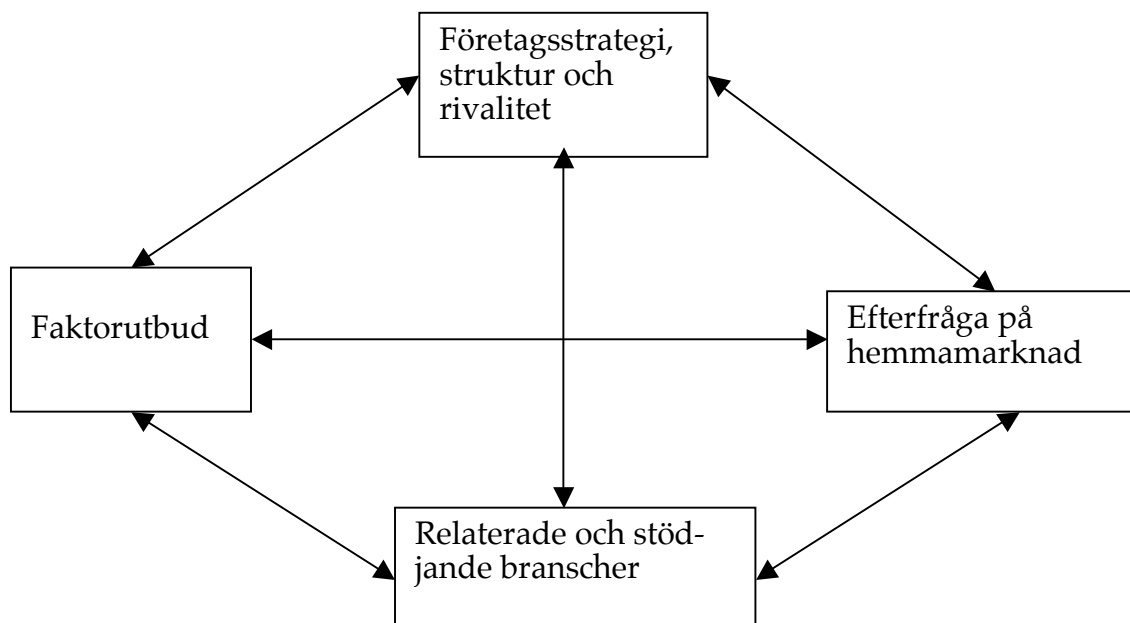 Företagsstrategi,
struktur och
rivalitet
Faktorutbud
Efterfråga på
hemmamarknad
Relaterade och stöd-
jande branscher